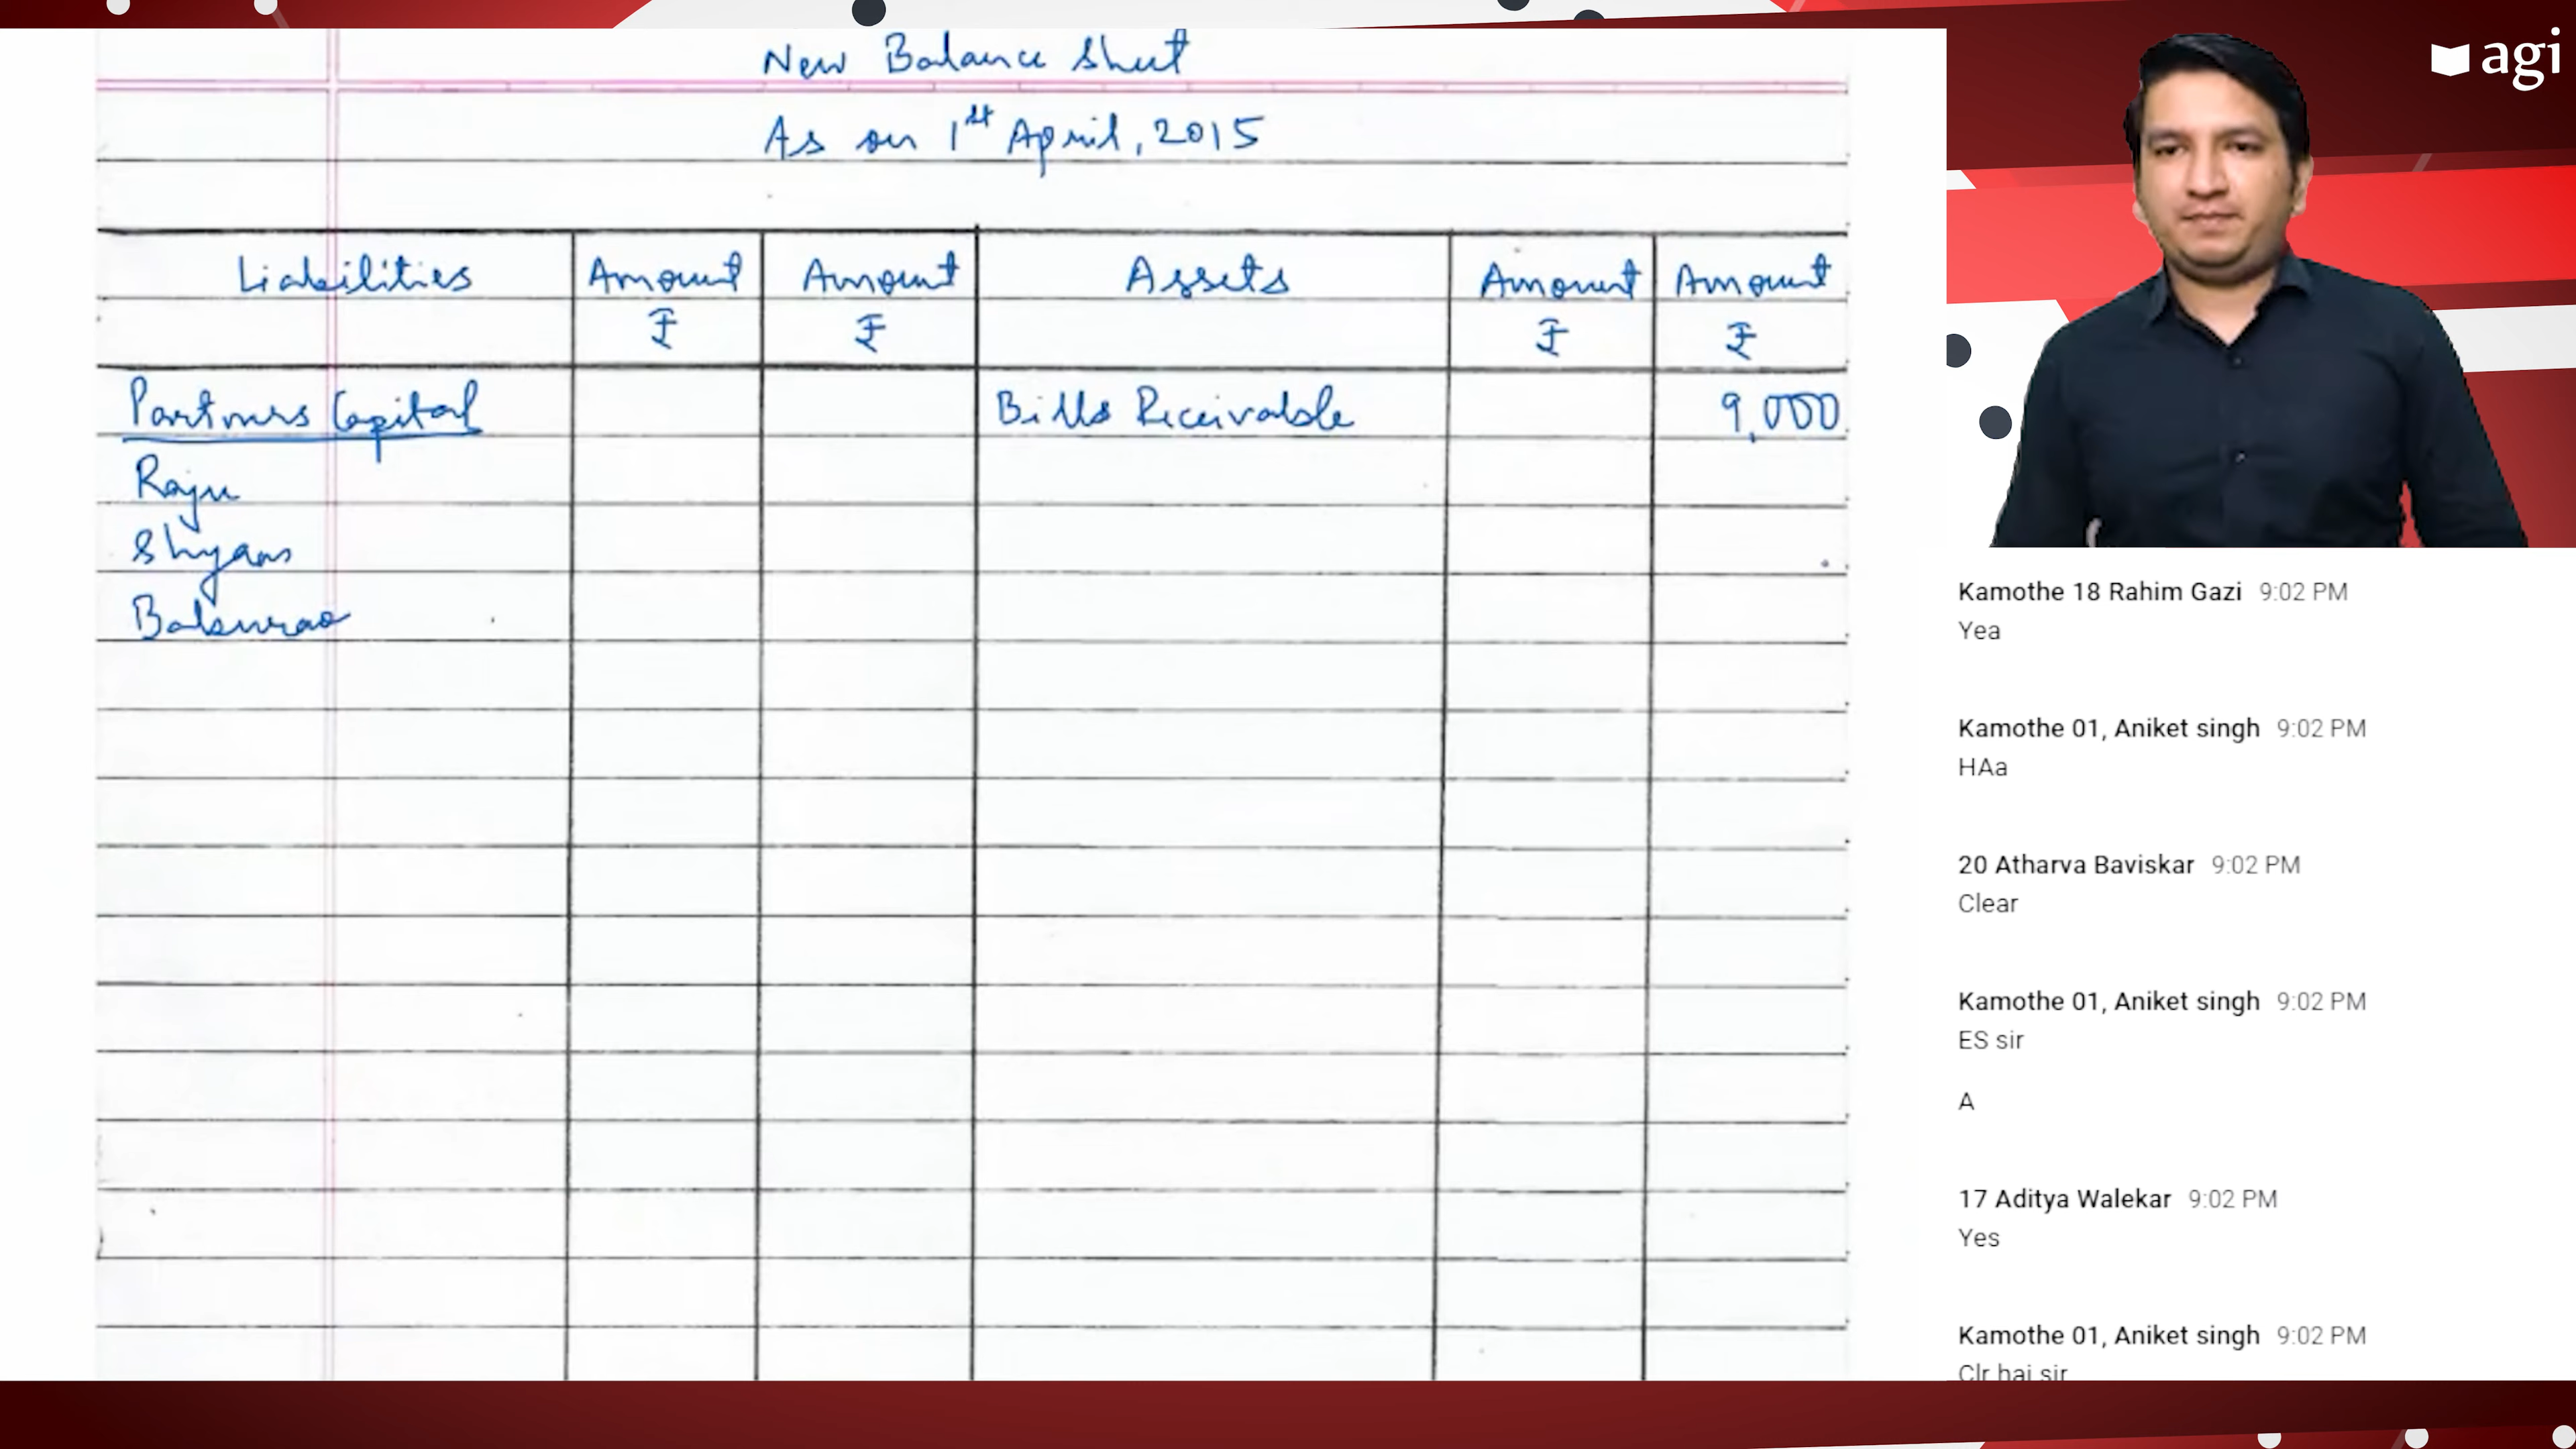 agi
New Balance Sheet
As on 1st April, 2015
Liabilities Amount Amount Assets Amount Amount
₹ ₹ ₹ ₹
Partners Capital Bills Receivable 9,000
Raju
Shyam
Baburao
Kamothe 18 Rahim Gazi 9:02 PM
Yea
Kamothe 01, Aniket singh 9:02 PM
HAa
20 Atharva Baviskar 9:02 PM
Clear
Kamothe 01, Aniket singh 9:02 PM
ES sir
A
17 Aditya Walekar 9:02 PM
Yes
Kamothe 01, Aniket singh 9:02 PM
Clr hai sir